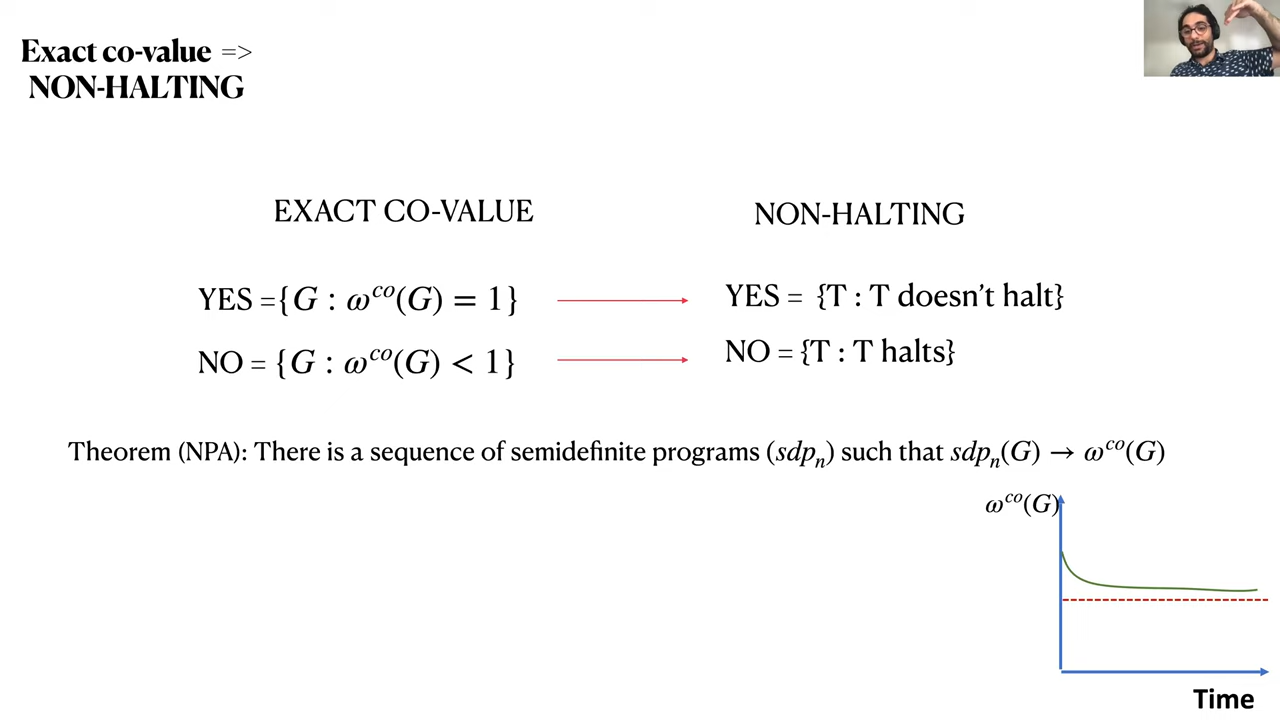 Exact co-value =>
NON-HALTING
EXACT CO-VALUE
NON-HALTING
YES ={G : ω^co(G) = 1}
YES = {T : T doesn’t halt}
NO = {G : ω^co(G) < 1}
NO = {T : T halts}
Theorem (NPA): There is a sequence of semidefinite programs (sdp_n) such that sdp_n(G) → ω^co(G)
ω^co(G)
Time